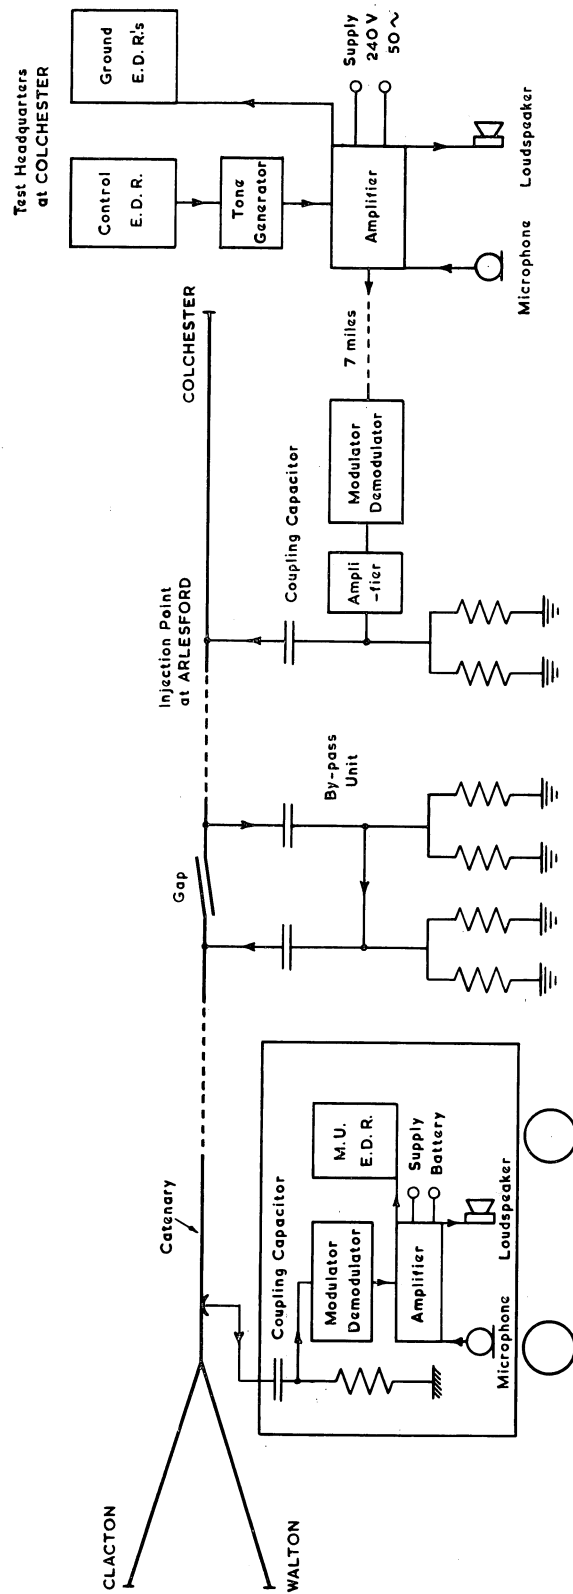 Test Headquarters
at COLCHESTER
Control
E.D.R.
Ground
E.D.R.'s
Tone
Generator
Amplifier
Supply
240 V
50 ~
Microphone
Loudspeaker
7 miles
Modulator
Demodulator
Ampli
-fier
Coupling Capacitor
COLCHESTER
Injection Point
at ARLESFORD
By-pass
Unit
Gap
Catenary
CLACTON
WALTON
Coupling Capacitor
Modulator
Demodulator
M.U.
E.D.R.
Amplifier
Supply
Battery
Microphone
Loudspeaker